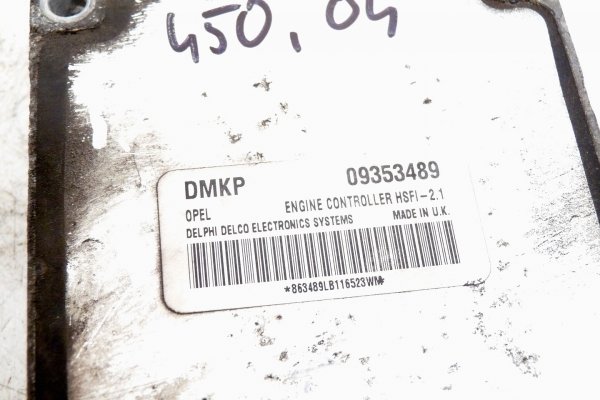 450,04
DMKP 09353489
OPEL ENGINE CONTROLLER HSFI-2.1
DELPHI DELCO ELECTRONICS SYSTEMS MADE IN U.K.
*863489LB116523WM*